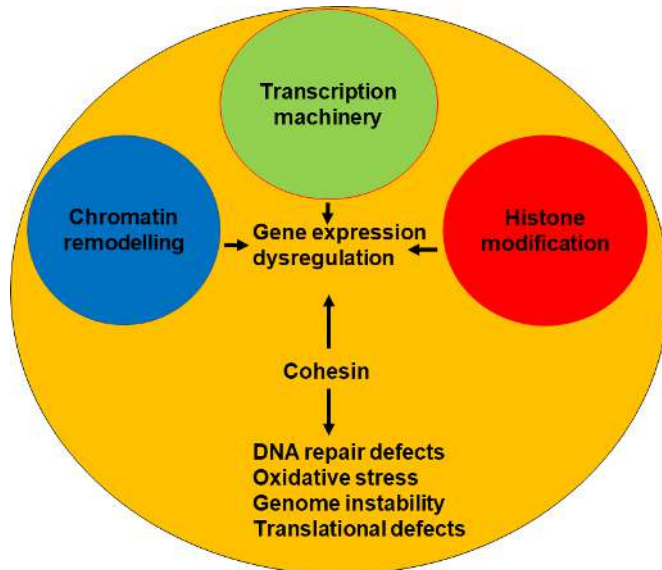 Transcription
machinery
Chromatin
remodelling
Histone
modification
Gene expression
dysregulation
Cohesin
DNA repair defects
Oxidative stress
Genome instability
Translational defects